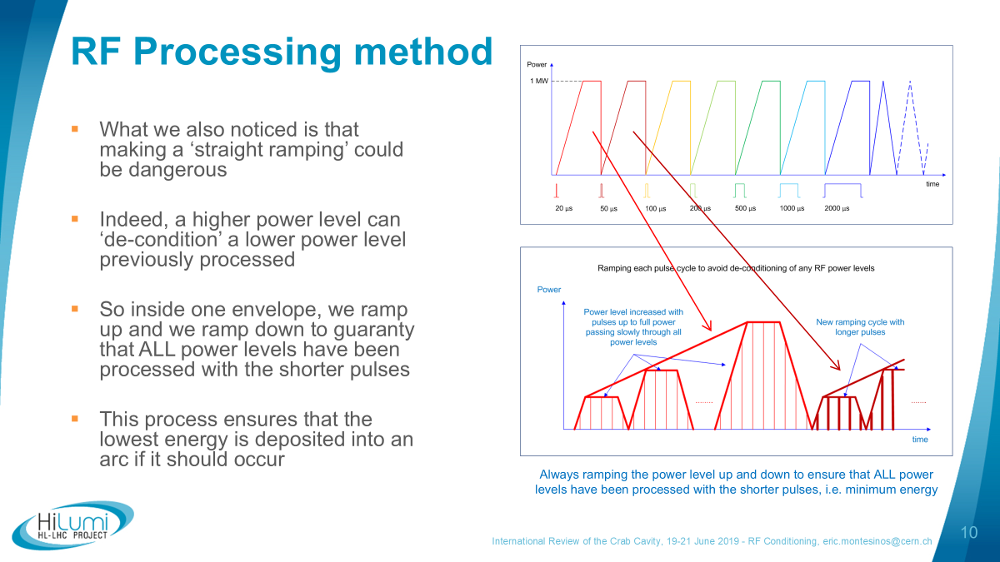 RF Processing method
What we also noticed is that
making a ‘straight ramping’ could
be dangerous
Indeed, a higher power level can
‘de-condition’ a lower power level
previously processed
So inside one envelope, we ramp
up and we ramp down to guaranty
that ALL power levels have been
processed with the shorter pulses
This process ensures that the
lowest energy is deposited into an
arc if it should occur
Power
1 MW
time
20 µs 50 µs 100 µs 200 µs 500 µs 1000 µs 2000 µs
Ramping each pulse cycle to avoid de-conditioning of any RF power levels
Power
Power level increased with
pulses up to full power
passing slowly through all
power levels
New ramping cycle with
longer pulses
........ .......
time
Always ramping the power level up and down to ensure that ALL power
levels have been processed with the shorter pulses, i.e. minimum energy
HiLumi
HL-LHC PROJECT
International Review of the Crab Cavity, 19-21 June 2019 - RF Conditioning, eric.montesinos@cern.ch
10